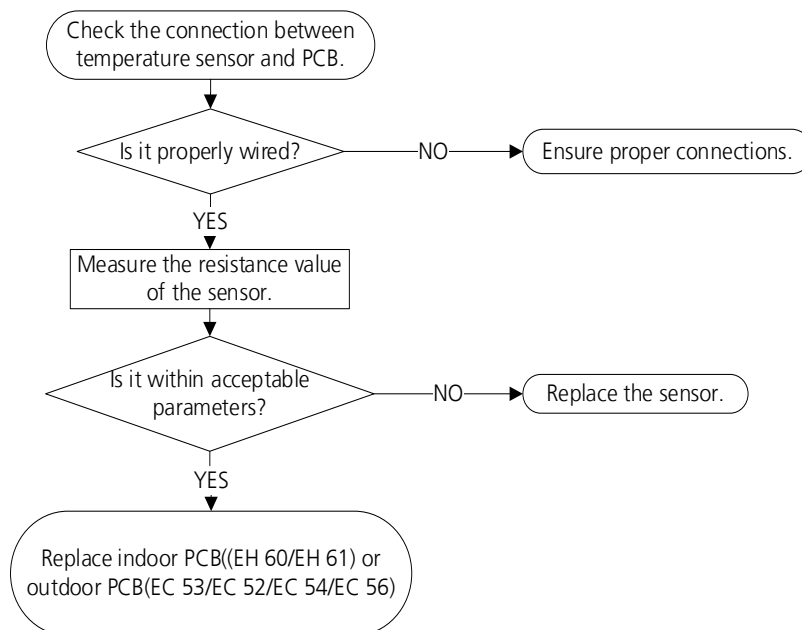 Check the connection between
temperature sensor and PCB.
Is it properly wired?
NO
Ensure proper connections.
YES
Measure the resistance value
of the sensor.
Is it within acceptable
parameters?
NO
Replace the sensor.
YES
Replace indoor PCB((EH 60/EH 61) or
outdoor PCB(EC 53/EC 52/EC 54/EC 56)